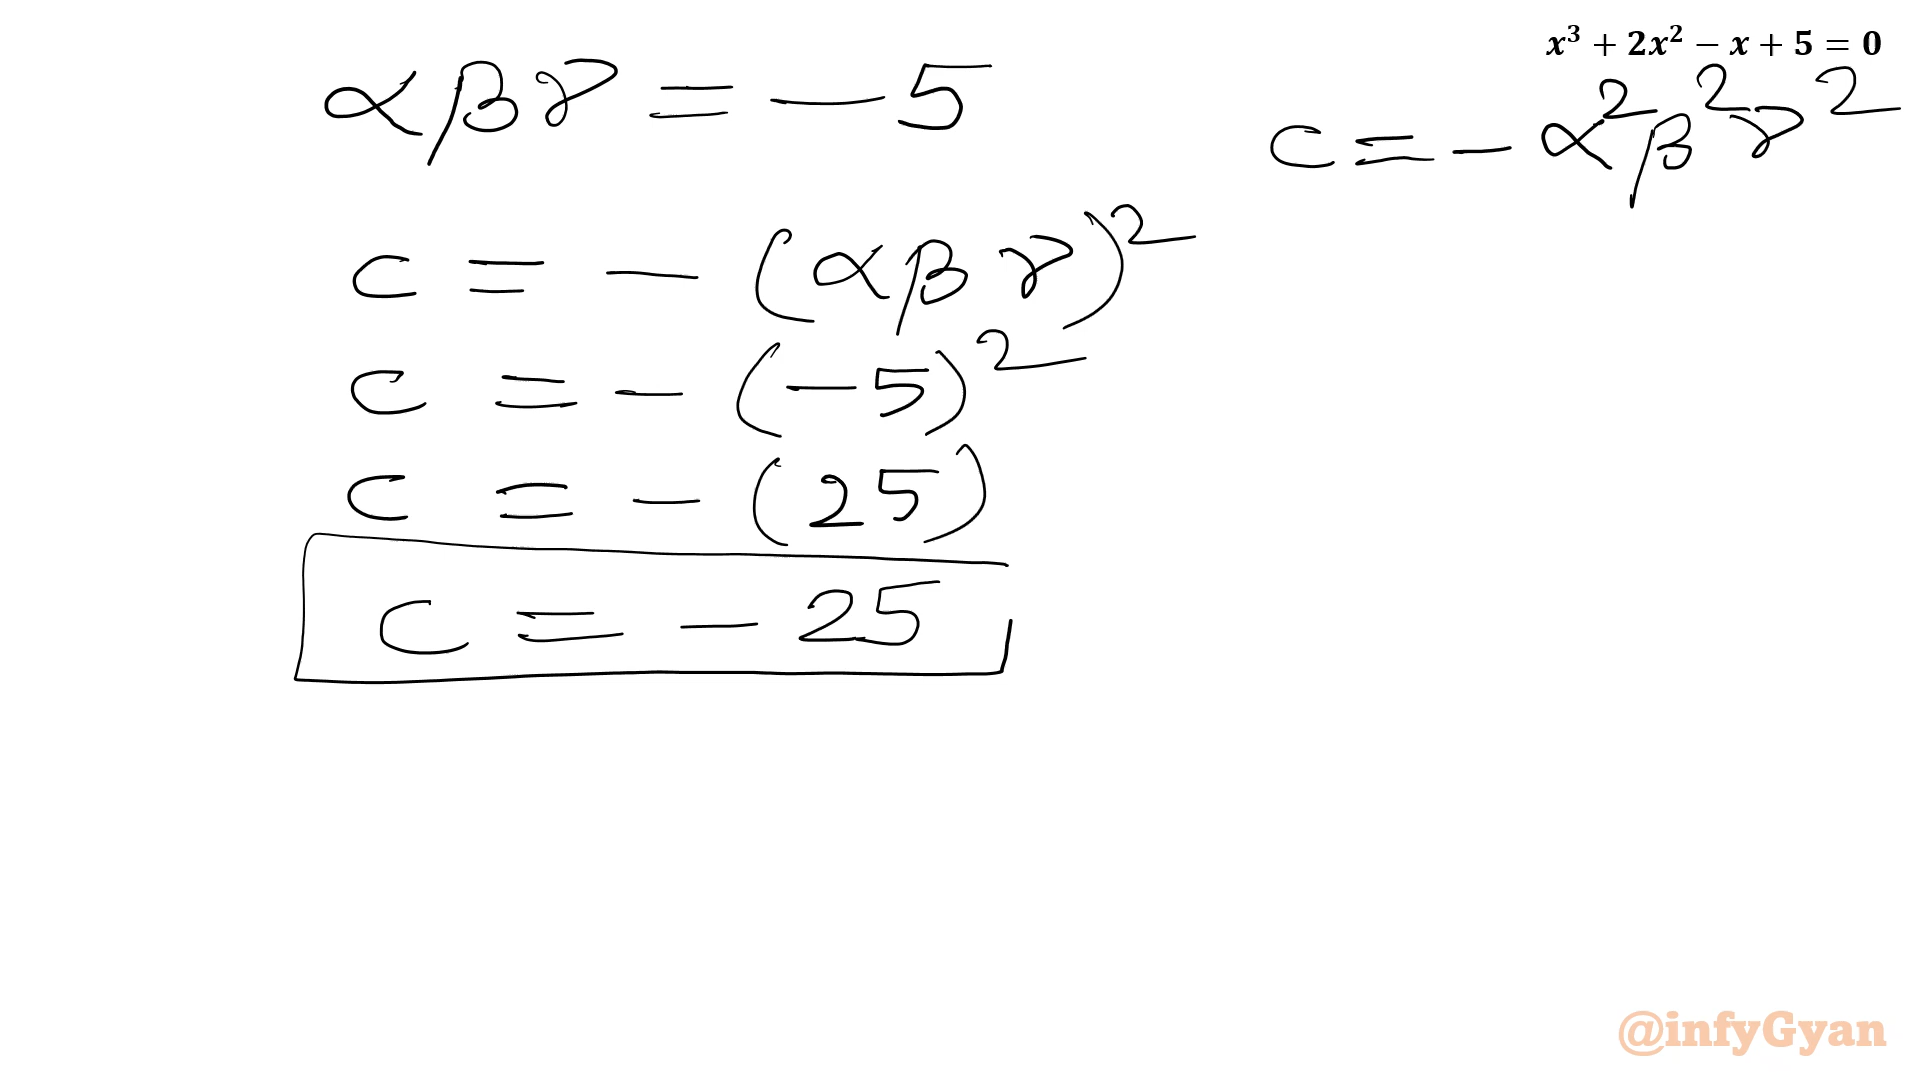 x³ + 2x² − x + 5 = 0
αβγ = − 5
c = − α²β²γ²
c = − (αβγ)²
c = − (−5)²
c = − (25)
c = − 25
@infyGyan